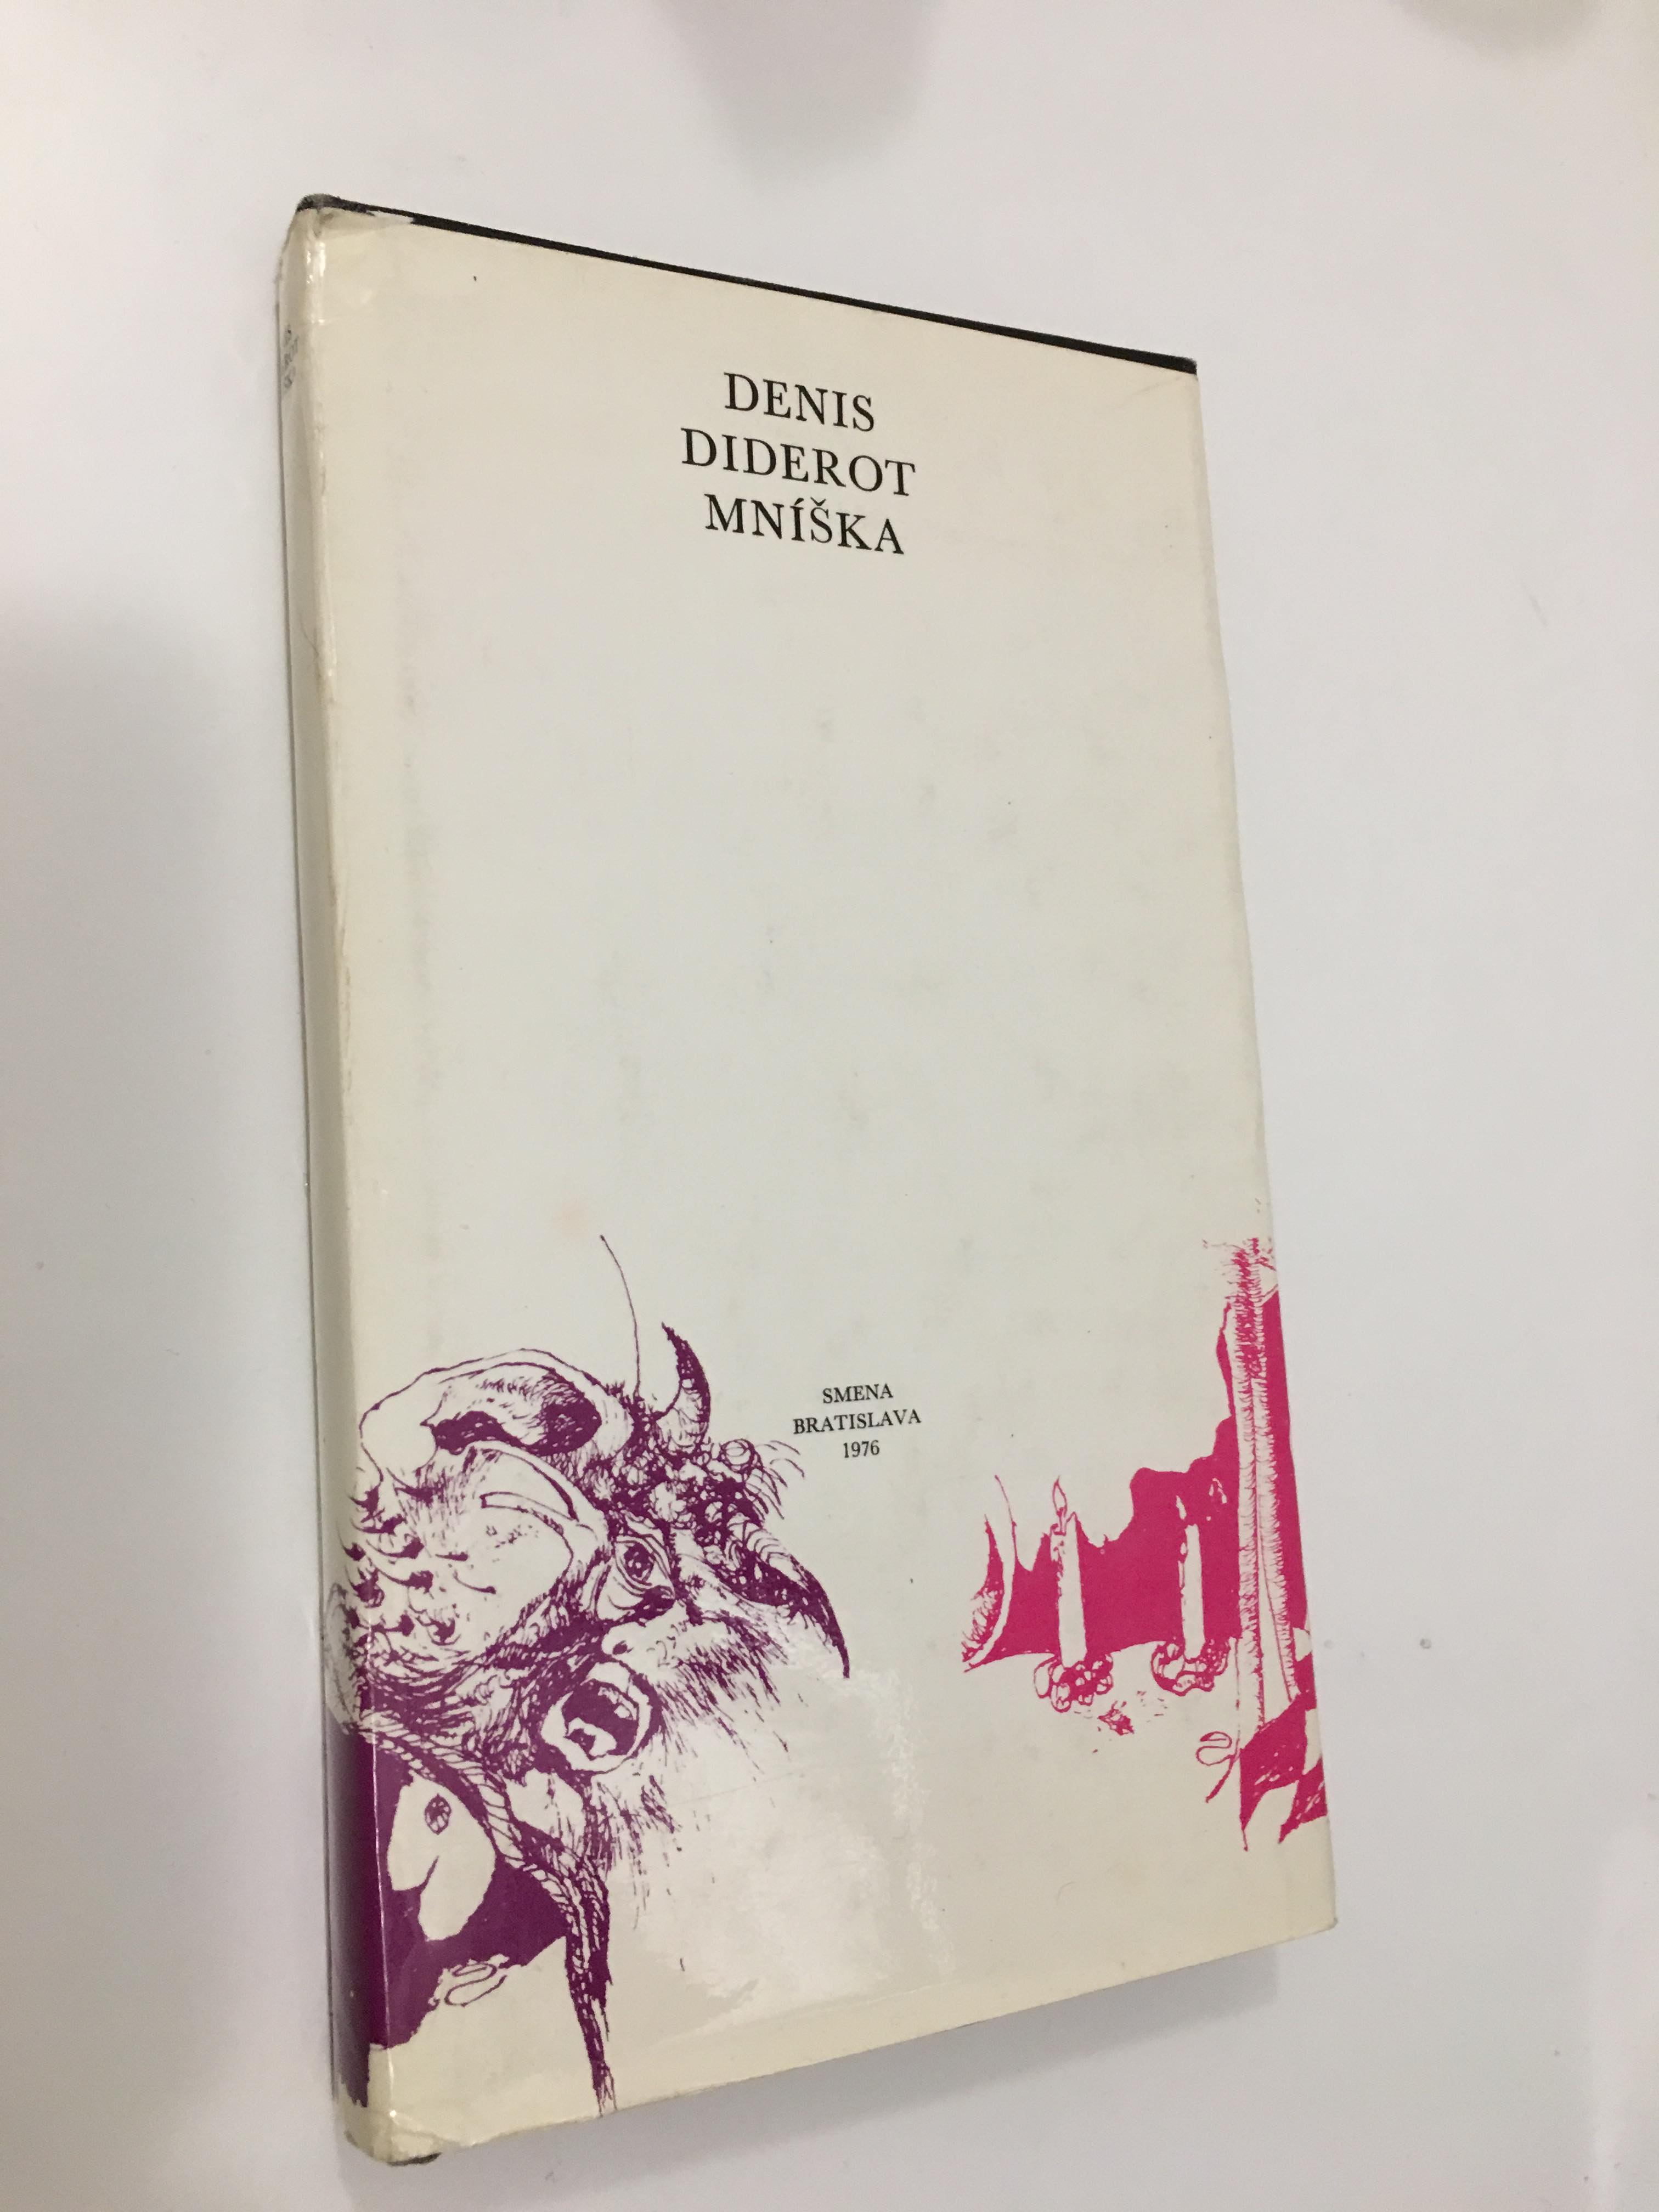 DENIS
DIDEROT
MNÍŠKA
SMENA
BRATISLAVA
1976